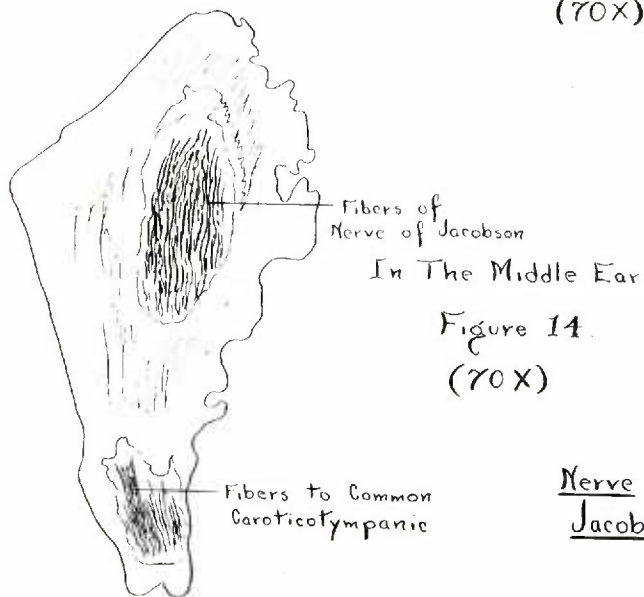 (70X)
Fibers of
Nerve of Jacobson
In The Middle Ear
Figure 14
(70X)
Fibers to Common
Caroticotympanic
Nerve
Jacob